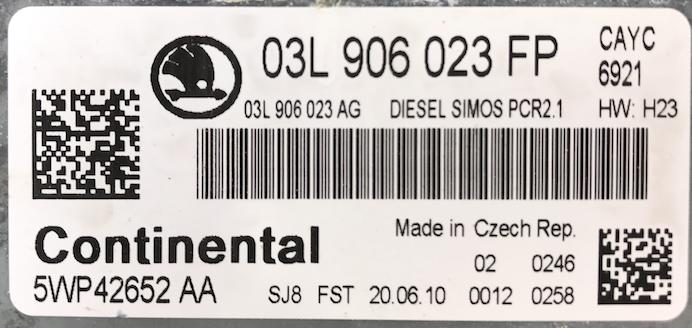 03L 906 023 FP CAYC
6921
03L 906 023 AG DIESEL SIMOS PCR2.1 HW: H23
Continental Made in Czech Rep.
02 0246
5WP42652 AA SJ8 FST 20.06.10 0012 0258